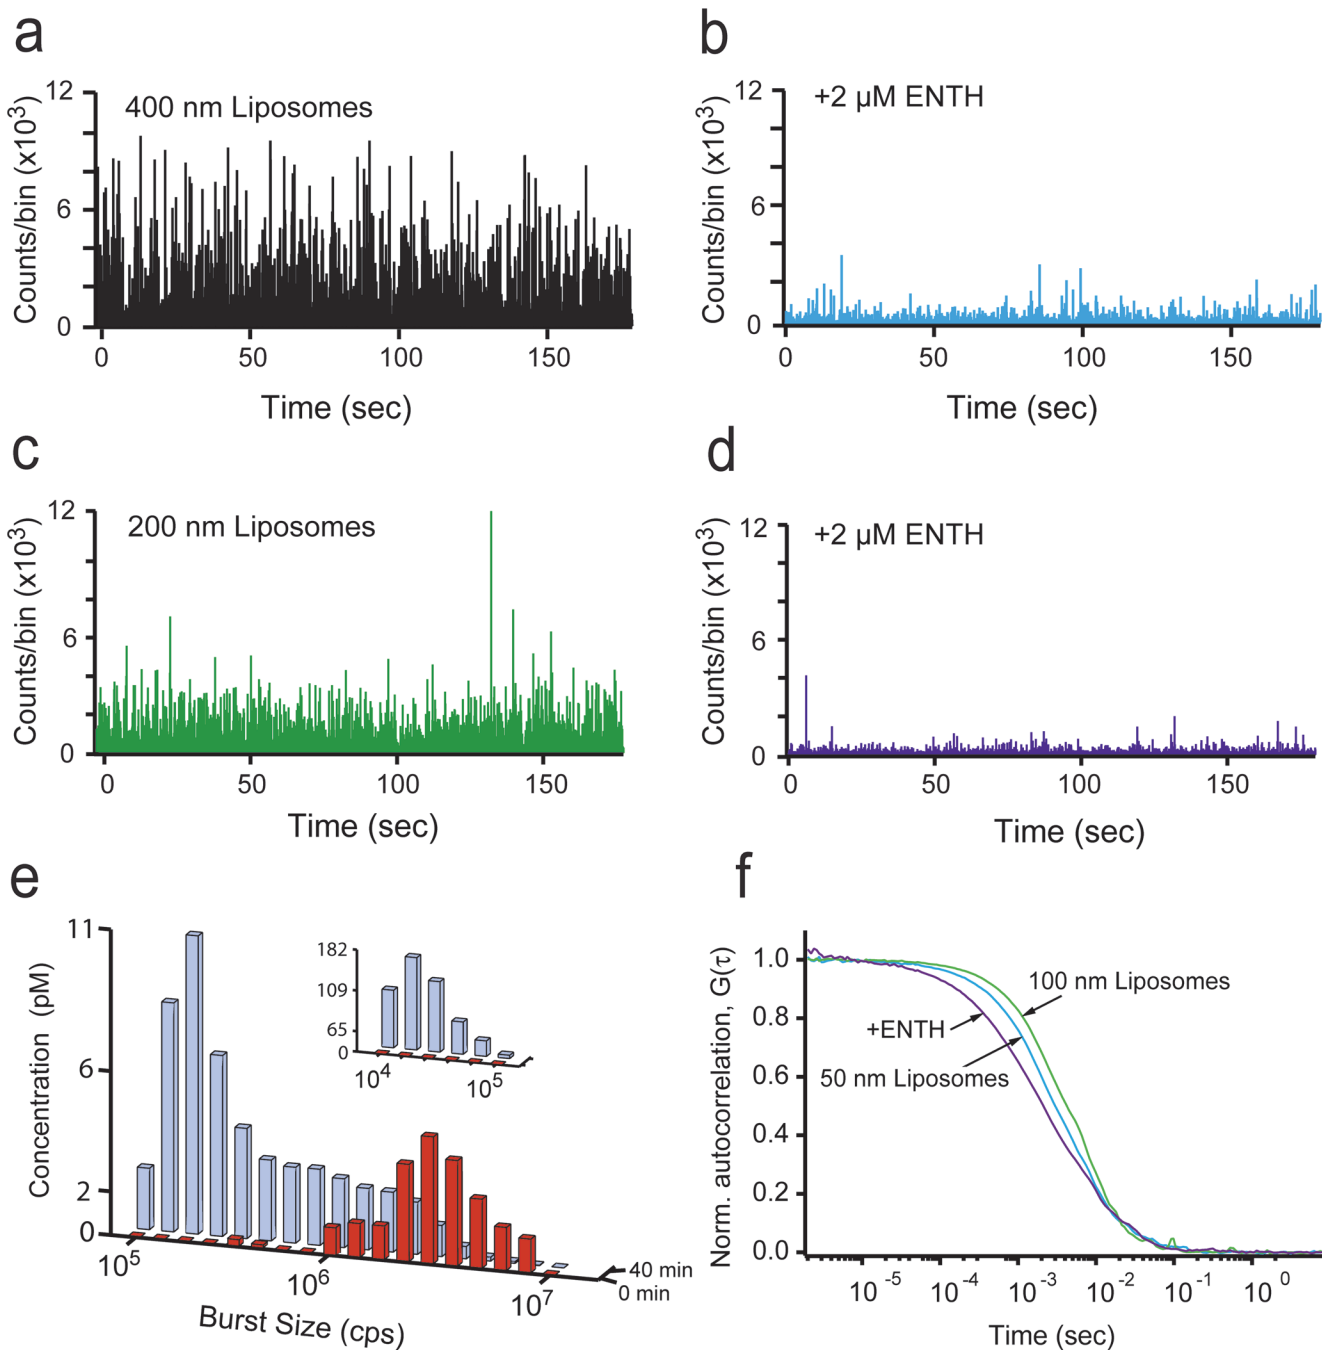 a
400 nm Liposomes
Counts/bin (x10³)
12
6
0
0 50 100 150
Time (sec)
b
+2 µM ENTH
Counts/bin (x10³)
12
6
0
0 50 100 150
Time (sec)
c
200 nm Liposomes
Counts/bin (x10³)
12
6
0
0 50 100 150
Time (sec)
d
+2 µM ENTH
Counts/bin (x10³)
12
6
0
0 50 100 150
Time (sec)
e
Concentration (pM)
11
6
2
0
182
109
65
0
10⁴ 10⁵
10⁵ 10⁶ 10⁷
40 min
0 min
Burst Size (cps)
f
Norm. autocorrelation, G(τ)
1.0
0.8
0.6
0.4
0.2
0.0
100 nm Liposomes
+ENTH
50 nm Liposomes
10⁻⁵ 10⁻⁴ 10⁻³ 10⁻² 10⁻¹ 10⁰
Time (sec)